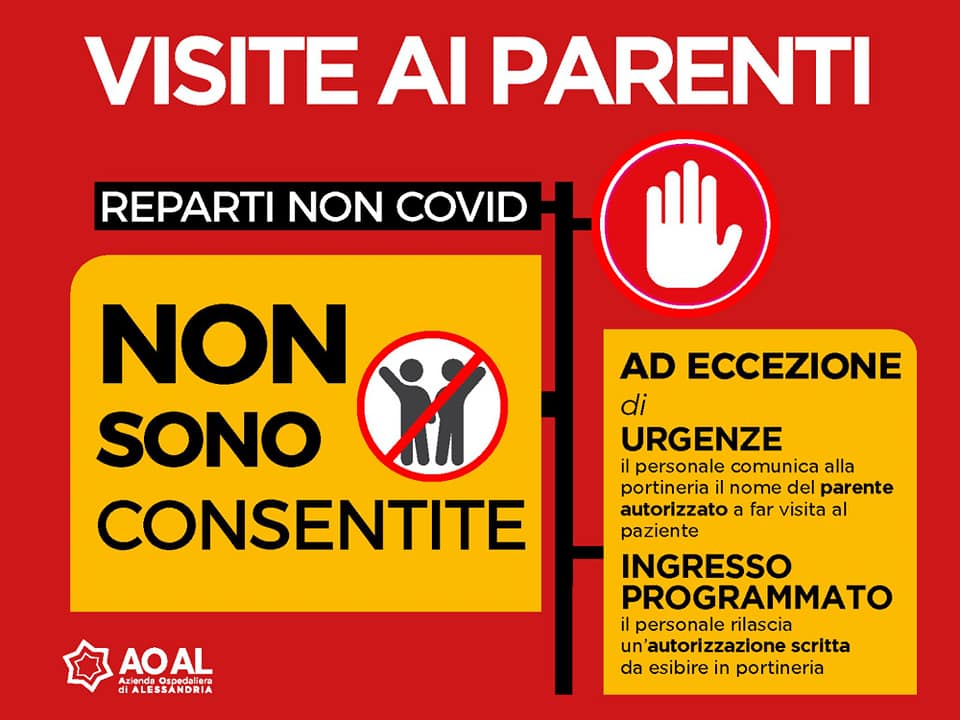 VISITE AI PARENTI
REPARTI NON COVID
NON
SONO
CONSENTITE
AD ECCEZIONE
di
URGENZE
il personale comunica alla
portineria il nome del parente
autorizzato a far visita al
paziente
INGRESSO
PROGRAMMATO
il personale rilascia
un'autorizzazione scritta
da esibire in portineria
AO AL
Azienda Ospedaliera
di ALESSANDRIA